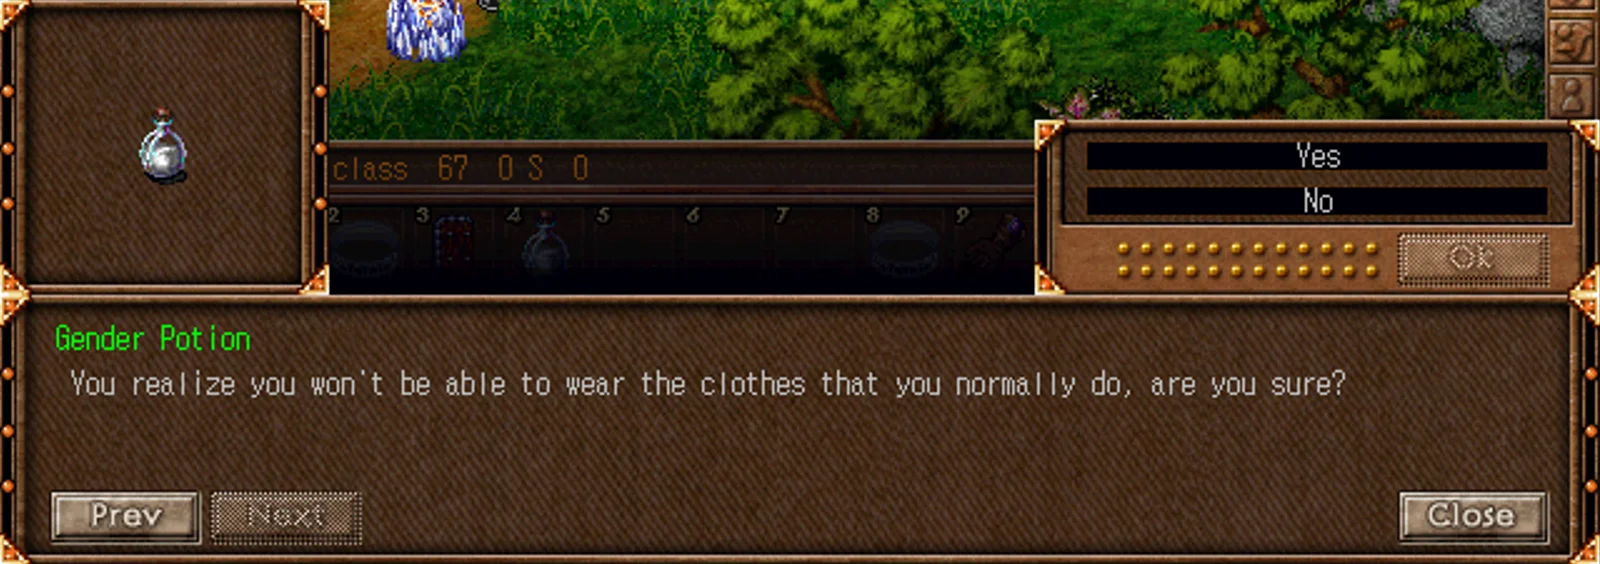 class 67 0 S 0
2 3 4 5 6 7 8 9
Yes
No
Ok
Gender Potion
You realize you won't be able to wear the clothes that you normally do, are you sure?
Prev Next Close